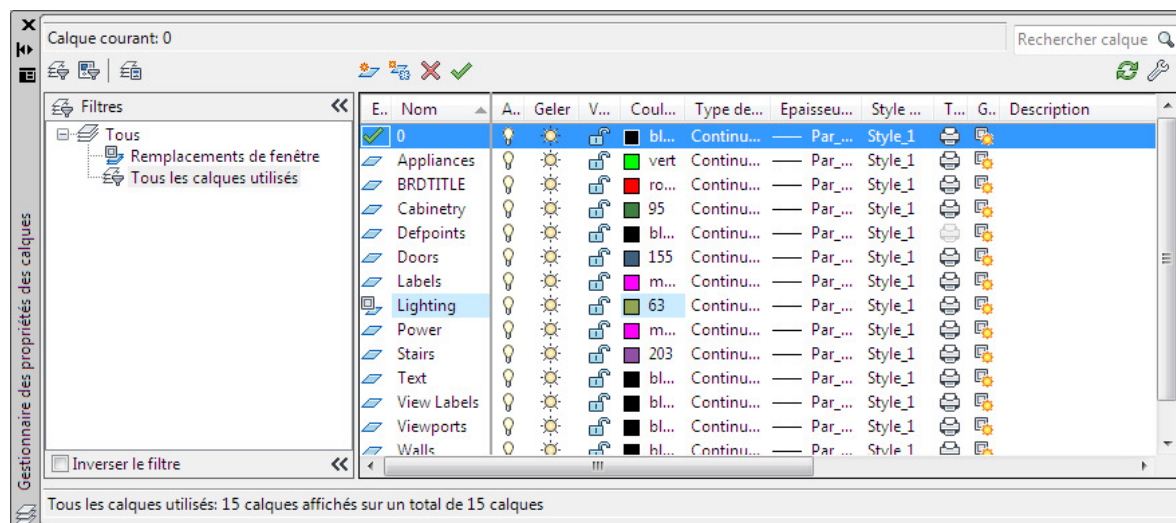 Calque courant: 0
Rechercher calque
Filtres
Tous
Remplacements de fenêtre
Tous les calques utilisés
Inverser le filtre
E.. Nom A.. Geler V... Coul... Type de... Epaisseu... Style ... T... G.. Description
0 bl... Continu... Par_... Style_1
Appliances vert Continu... Par_... Style_1
BRDTITLE ro... Continu... Par_... Style_1
Cabinetry 95 Continu... Par_... Style_1
Defpoints bl... Continu... Par_... Style_1
Doors 155 Continu... Par_... Style_1
Labels m... Continu... Par_... Style_1
Lighting 63 Continu... Par_... Style_1
Power m... Continu... Par_... Style_1
Stairs 203 Continu... Par_... Style_1
Text bl... Continu... Par_... Style_1
View Labels bl... Continu... Par_... Style_1
Viewports bl... Continu... Par_... Style_1
Walls bl... Continu... Par_... Style_1
Gestionnaire des propriétés des calques
Tous les calques utilisés: 15 calques affichés sur un total de 15 calques